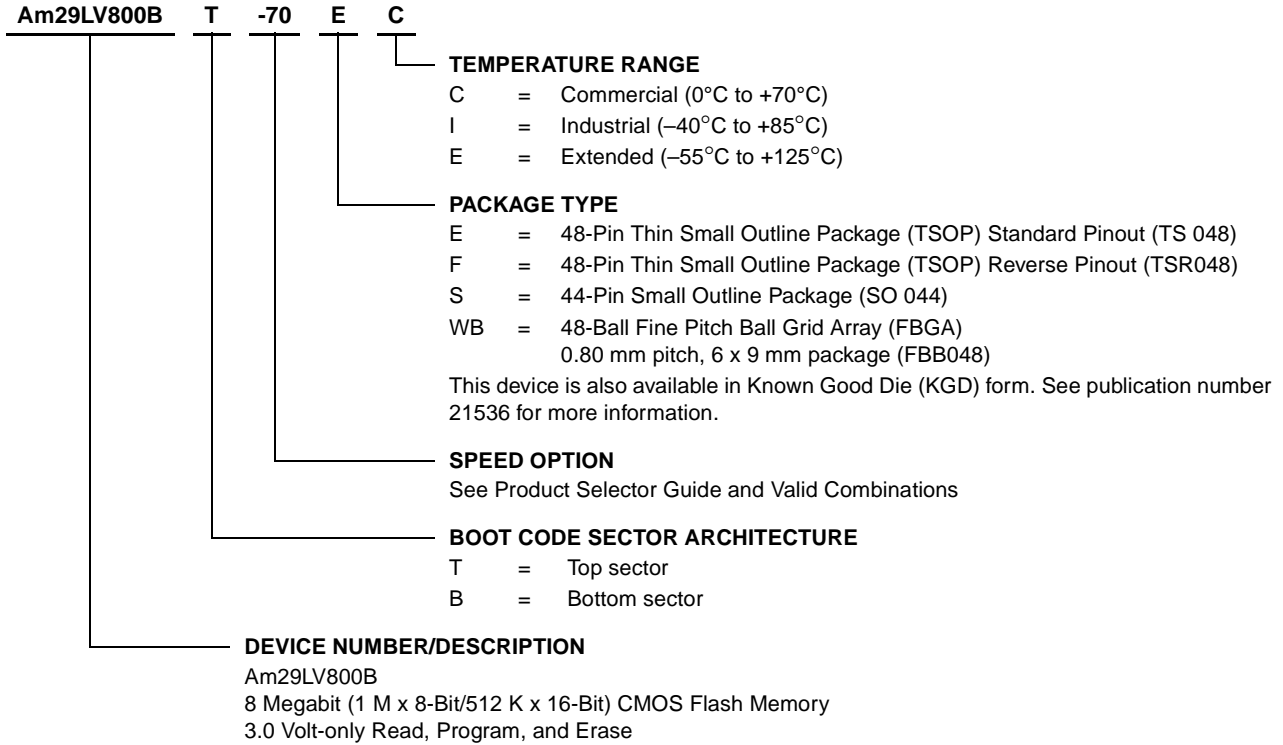 Am29LV800B T -70 E C
TEMPERATURE RANGE
C = Commercial (0°C to +70°C)
I = Industrial (–40°C to +85°C)
E = Extended (–55°C to +125°C)
PACKAGE TYPE
E = 48-Pin Thin Small Outline Package (TSOP) Standard Pinout (TS 048)
F = 48-Pin Thin Small Outline Package (TSOP) Reverse Pinout (TSR048)
S = 44-Pin Small Outline Package (SO 044)
WB = 48-Ball Fine Pitch Ball Grid Array (FBGA)
0.80 mm pitch, 6 x 9 mm package (FBB048)
This device is also available in Known Good Die (KGD) form. See publication number
21536 for more information.
SPEED OPTION
See Product Selector Guide and Valid Combinations
BOOT CODE SECTOR ARCHITECTURE
T = Top sector
B = Bottom sector
DEVICE NUMBER/DESCRIPTION
Am29LV800B
8 Megabit (1 M x 8-Bit/512 K x 16-Bit) CMOS Flash Memory
3.0 Volt-only Read, Program, and Erase